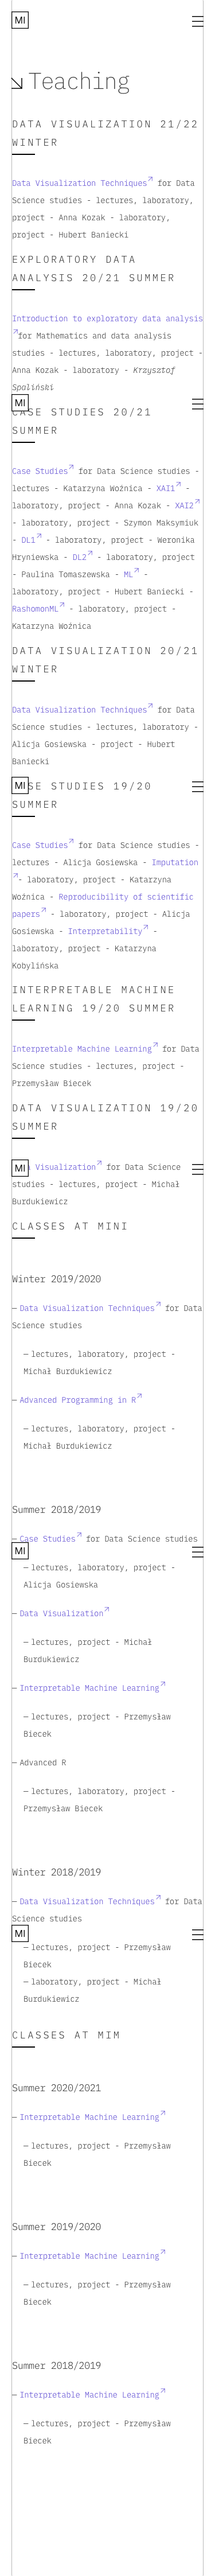 MI
Teaching
DATA VISUALIZATION 21/22
WINTER
Data Visualization Techniques for Data
Science studies - lectures, laboratory,
project - Anna Kozak - laboratory,
project - Hubert Baniecki
EXPLORATORY DATA
ANALYSIS 20/21 SUMMER
Introduction to exploratory data analysis
for Mathematics and data analysis
studies - lectures, laboratory, project -
Anna Kozak - laboratory - Krzysztof
Spaliński
MI
CASE STUDIES 20/21
SUMMER
Case Studies for Data Science studies -
lectures - Katarzyna Woźnica - XAI1 -
laboratory, project - Anna Kozak - XAI2
- laboratory, project - Szymon Maksymiuk
- DL1 - laboratory, project - Weronika
Hryniewska - DL2 - laboratory, project
- Paulina Tomaszewska - ML -
laboratory, project - Hubert Baniecki -
RashomonML - laboratory, project -
Katarzyna Woźnica
DATA VISUALIZATION 20/21
WINTER
Data Visualization Techniques for Data
Science studies - lectures, laboratory -
Alicja Gosiewska - project - Hubert
Baniecki
MI
SE STUDIES 19/20
SUMMER
Case Studies for Data Science studies -
lectures - Alicja Gosiewska - Imputation
- laboratory, project - Katarzyna
Woźnica - Reproducibility of scientific
papers - laboratory, project - Alicja
Gosiewska - Interpretability -
laboratory, project - Katarzyna
Kobylińska
INTERPRETABLE MACHINE
LEARNING 19/20 SUMMER
Interpretable Machine Learning for Data
Science studies - lectures, project -
Przemysław Biecek
DATA VISUALIZATION 19/20
SUMMER
MI
Visualization for Data Science
studies - lectures, project - Michał
Burdukiewicz
CLASSES AT MINI
Winter 2019/2020
— Data Visualization Techniques for Data
Science studies
— lectures, laboratory, project -
Michał Burdukiewicz
— Advanced Programming in R
— lectures, laboratory, project -
Michał Burdukiewicz
Summer 2018/2019
— Case Studies for Data Science studies
MI
— lectures, laboratory, project -
Alicja Gosiewska
— Data Visualization
— lectures, project - Michał
Burdukiewicz
— Interpretable Machine Learning
— lectures, project - Przemysław
Biecek
— Advanced R
— lectures, laboratory, project -
Przemysław Biecek
Winter 2018/2019
— Data Visualization Techniques for Data
Science studies
MI
— lectures, project - Przemysław
Biecek
— laboratory, project - Michał
Burdukiewicz
CLASSES AT MIM
Summer 2020/2021
— Interpretable Machine Learning
— lectures, project - Przemysław
Biecek
Summer 2019/2020
— Interpretable Machine Learning
— lectures, project - Przemysław
Biecek
Summer 2018/2019
— Interpretable Machine Learning
— lectures, project - Przemysław
Biecek